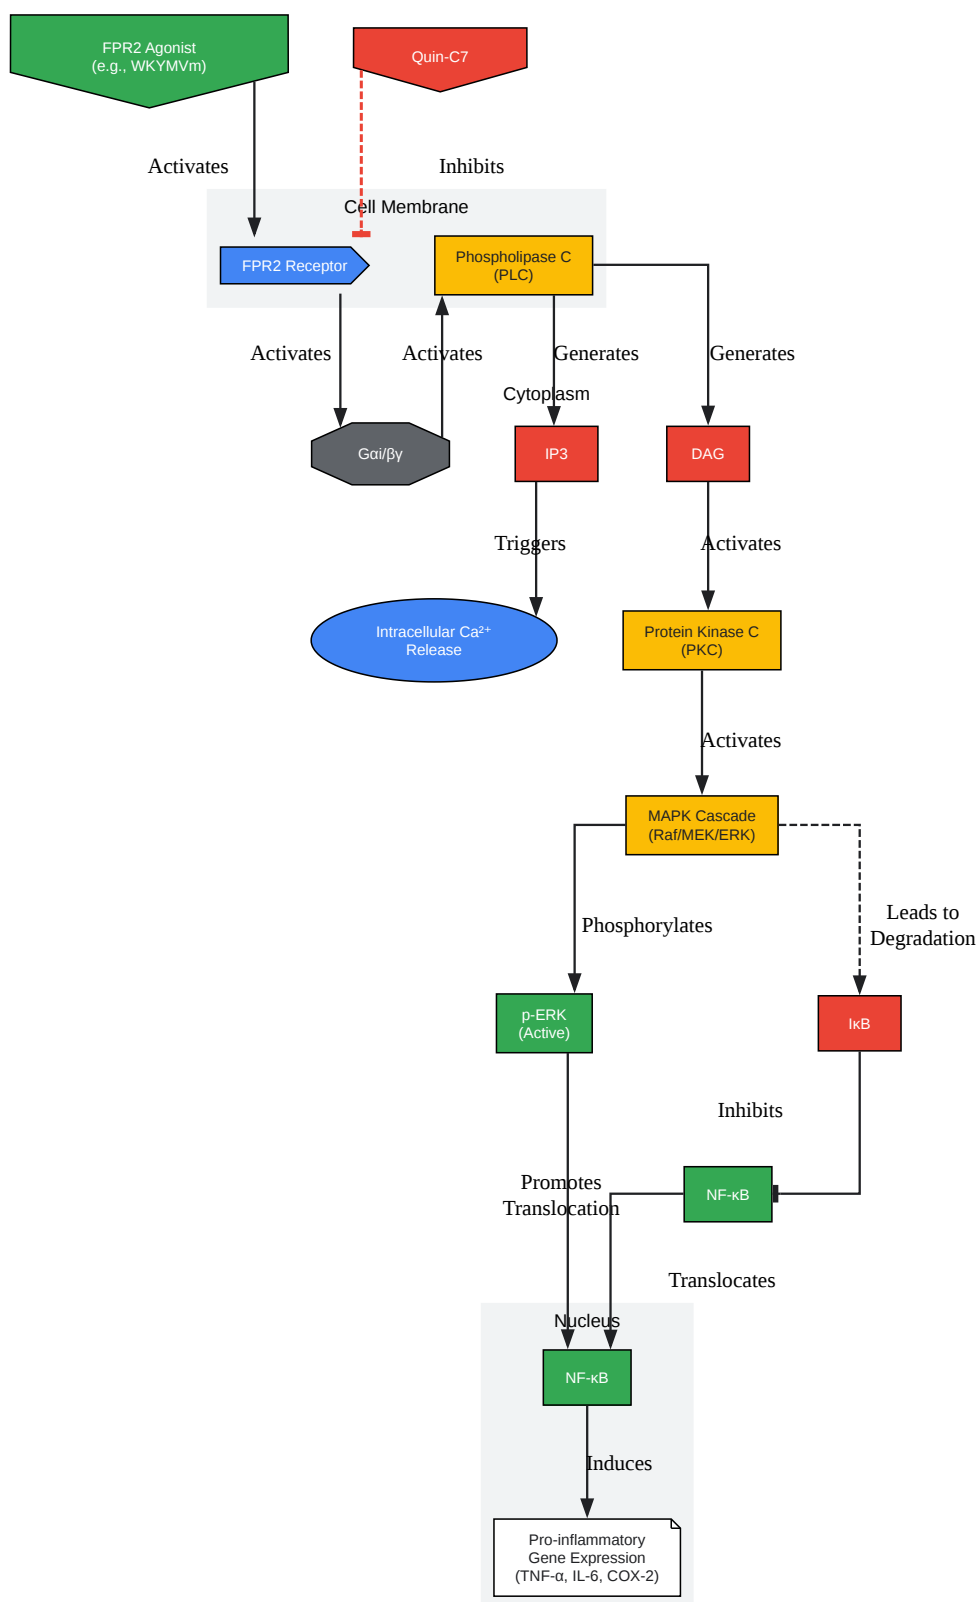 FPR2 Agonist
(e.g., WKYMVm)
Quin-C7
Activates
Inhibits
Cell Membrane
FPR2 Receptor
Phospholipase C
(PLC)
Activates
Activates
Generates
Generates
Cytoplasm
Gαi/βγ
IP3
DAG
Triggers
Activates
Intracellular Ca²⁺
Release
Protein Kinase C
(PKC)
Activates
MAPK Cascade
(Raf/MEK/ERK)
Phosphorylates
Leads to
Degradation
p-ERK
(Active)
IκB
Inhibits
Promotes
Translocation
NF-κB
Translocates
Nucleus
NF-κB
Induces
Pro-inflammatory
Gene Expression
(TNF-α, IL-6, COX-2)